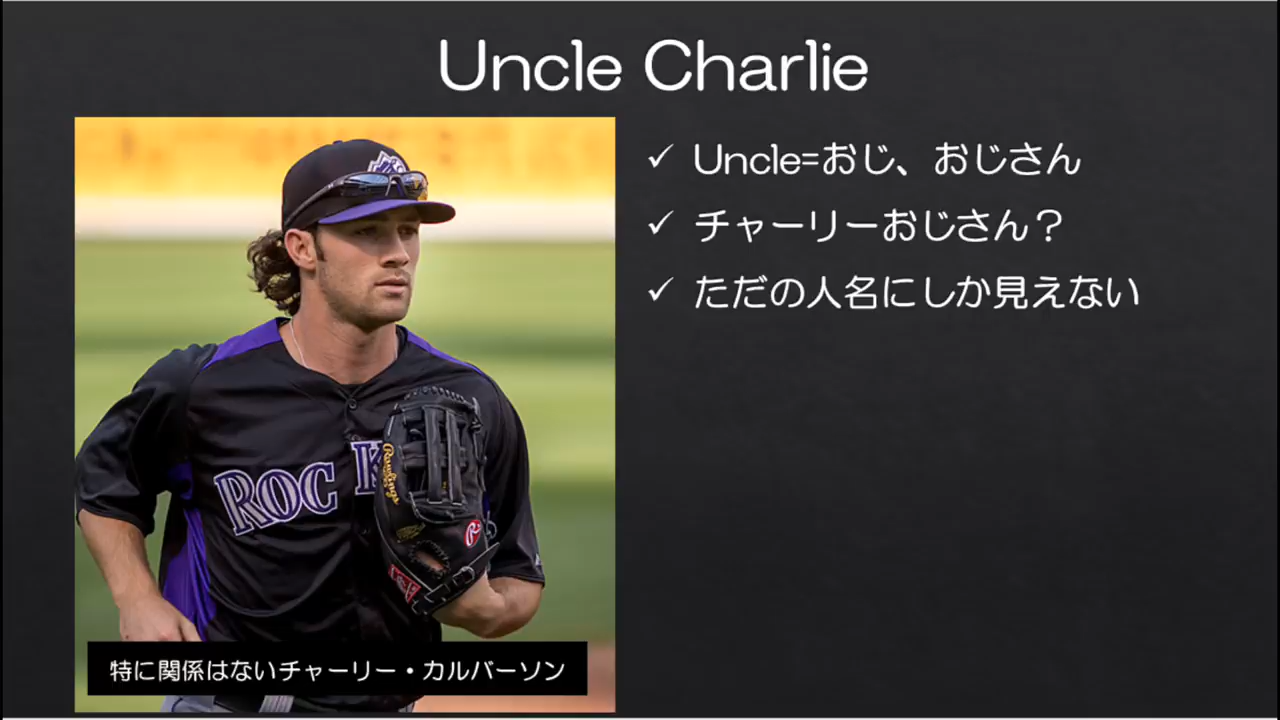 Uncle Charlie
Uncle=おじ、おじさん
チャーリーおじさん？
ただの人名にしか見えない
ROC K
Rawlings
R
特に関係はないチャーリー・カルバーソン